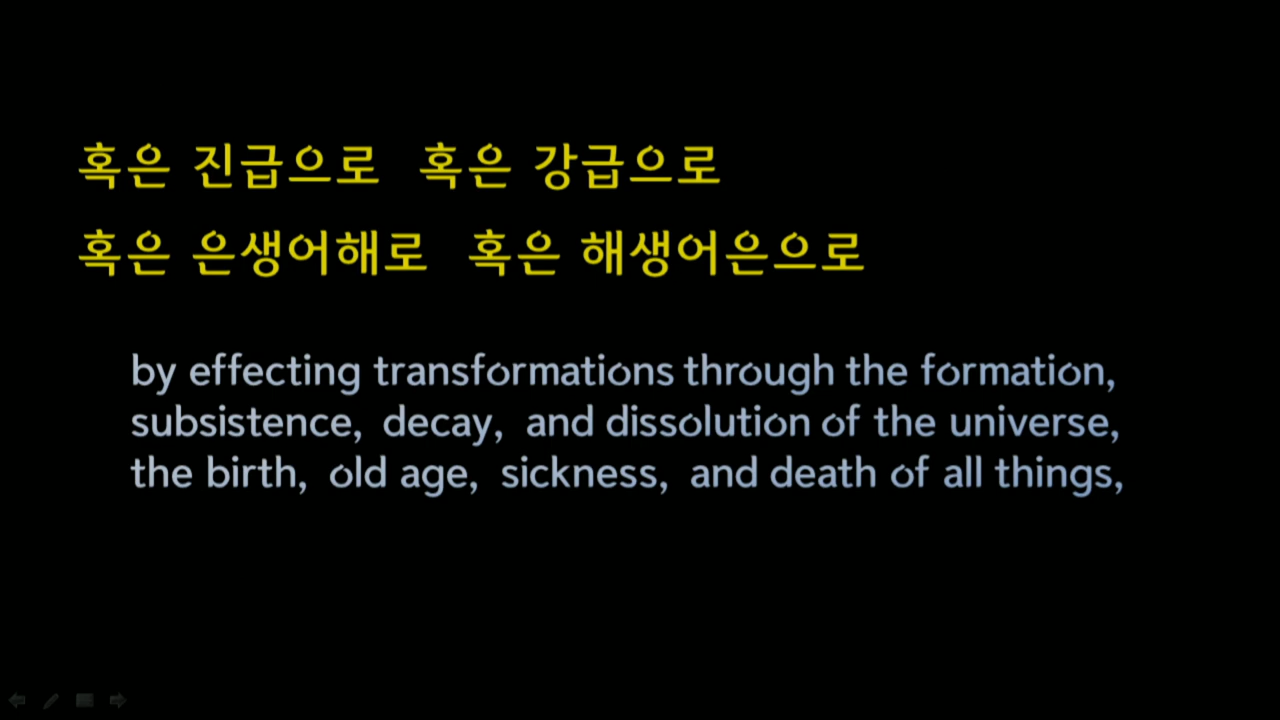 혹은 진급으로 혹은 강급으로
혹은 은생어해로 혹은 해생어은으로
by effecting transformations through the formation,
subsistence, decay, and dissolution of the universe,
the birth, old age, sickness, and death of all things,